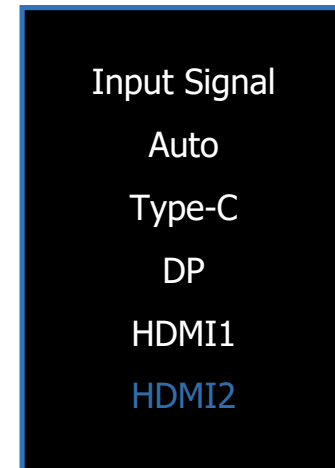 Input Signal
Auto
Type-C
DP
HDMI1
HDMI2